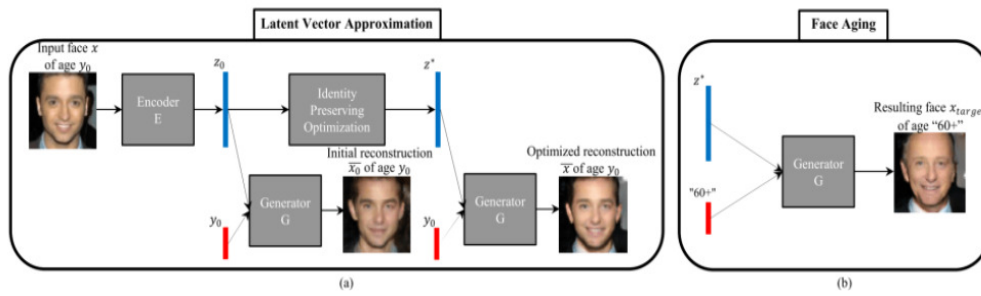 Latent Vector Approximation
Input face x
of age y₀
Encoder
E
z₀
Identity
Preserving
Optimization
z*
Initial reconstruction
x̅₀ of age y₀
Optimized reconstruction
x̅ of age y₀
y₀
Generator
G
y₀
Generator
G
(a)
Face Aging
z*
"60+"
Generator
G
Resulting face x_target
of age "60+"
(b)